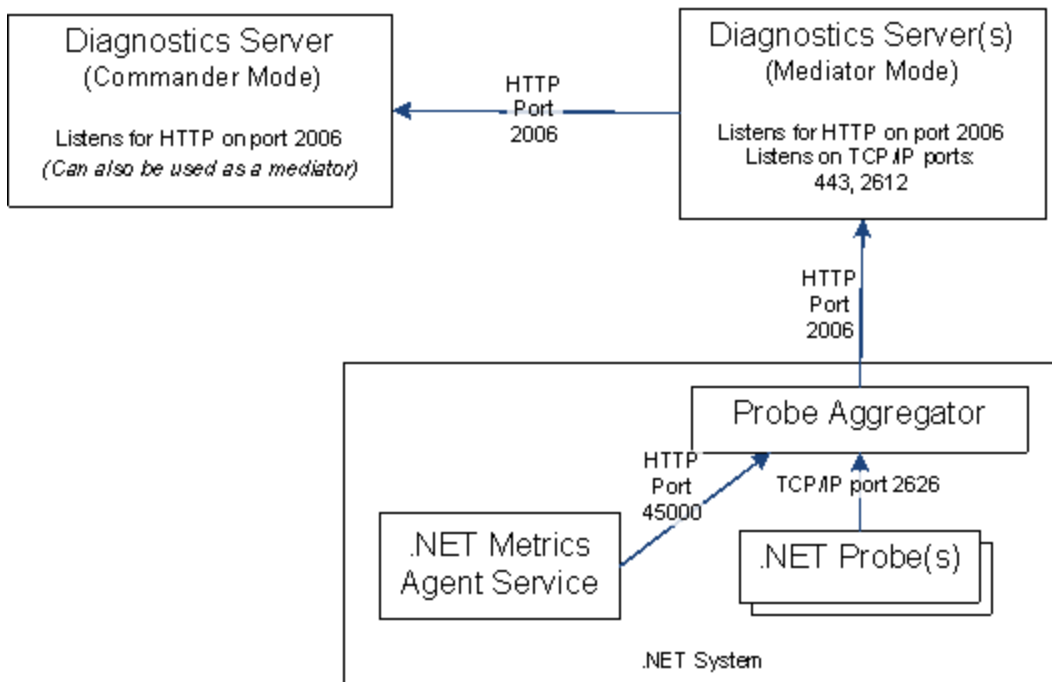 Diagnostics Server
(Commander Mode)
Listens for HTTP on port 2006
(Can also be used as a mediator)
HTTP
Port
2006
Diagnostics Server(s)
(Mediator Mode)
Listens for HTTP on port 2006
Listens on TCP/IP ports:
443, 2612
HTTP
Port
2006
Probe Aggregator
HTTP
Port
45000
TCP/IP port 2626
.NET Metrics
Agent Service
.NET Probe(s)
.NET System